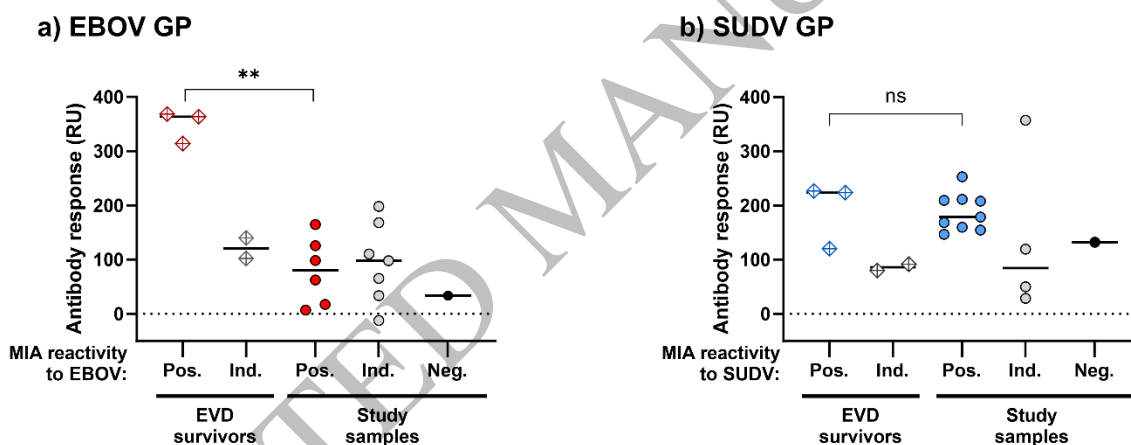 a) EBOV GP
**
Antibody response (RU)
400
300
200
100
0
MIA reactivity
to EBOV:
Pos.
Ind.
Pos.
Ind.
Neg.
EVD
survivors
Study
samples
b) SUDV GP
ns
Antibody response (RU)
400
300
200
100
0
MIA reactivity
to SUDV:
Pos.
Ind.
Pos.
Ind.
Neg.
EVD
survivors
Study
samples
TED MAN